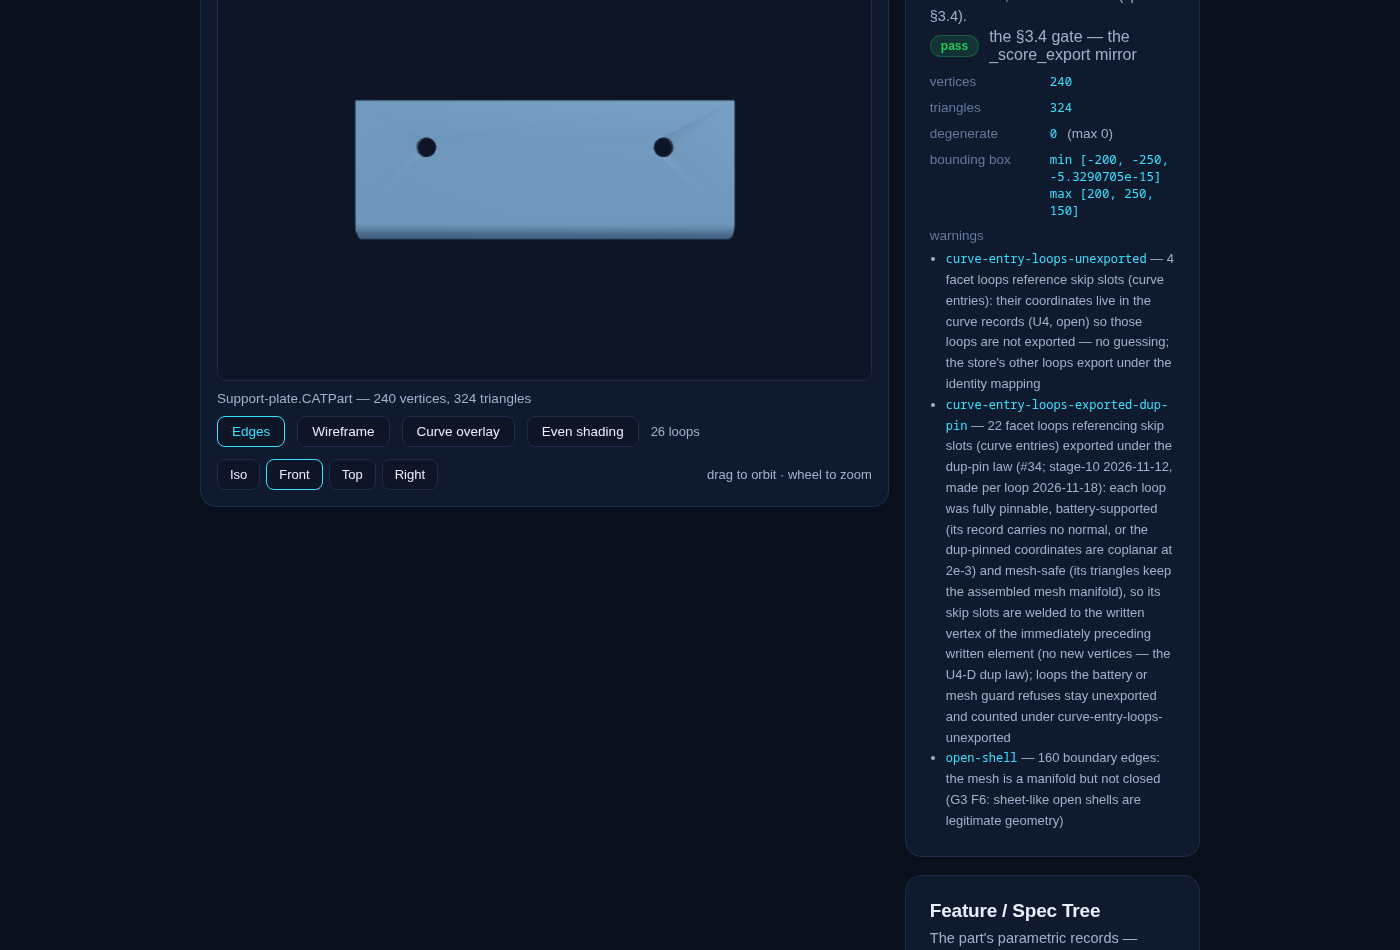 Support-plate.CATPart — 240 vertices, 324 triangles
Edges Wireframe Curve overlay Even shading 26 loops
Iso Front Top Right drag to orbit · wheel to zoom
§3.4).
pass the §3.4 gate — the
_score_export mirror
vertices 240
triangles 324
degenerate 0 (max 0)
bounding box min [-200, -250,
-5.3290705e-15]
max [200, 250,
150]
warnings
• curve-entry-loops-unexported — 4
facet loops reference skip slots (curve
entries): their coordinates live in the
curve records (U4, open) so those
loops are not exported — no guessing;
the store's other loops export under the
identity mapping
• curve-entry-loops-exported-dup-
pin — 22 facet loops referencing skip
slots (curve entries) exported under the
dup-pin law (#34; stage-10 2026-11-12,
made per loop 2026-11-18): each loop
was fully pinnable, battery-supported
(its record carries no normal, or the
dup-pinned coordinates are coplanar at
2e-3) and mesh-safe (its triangles keep
the assembled mesh manifold), so its
skip slots are welded to the written
vertex of the immediately preceding
written element (no new vertices — the
U4-D dup law); loops the battery or
mesh guard refuses stay unexported
and counted under curve-entry-loops-
unexported
• open-shell — 160 boundary edges:
the mesh is a manifold but not closed
(G3 F6: sheet-like open shells are
legitimate geometry)
Feature / Spec Tree
The part's parametric records —